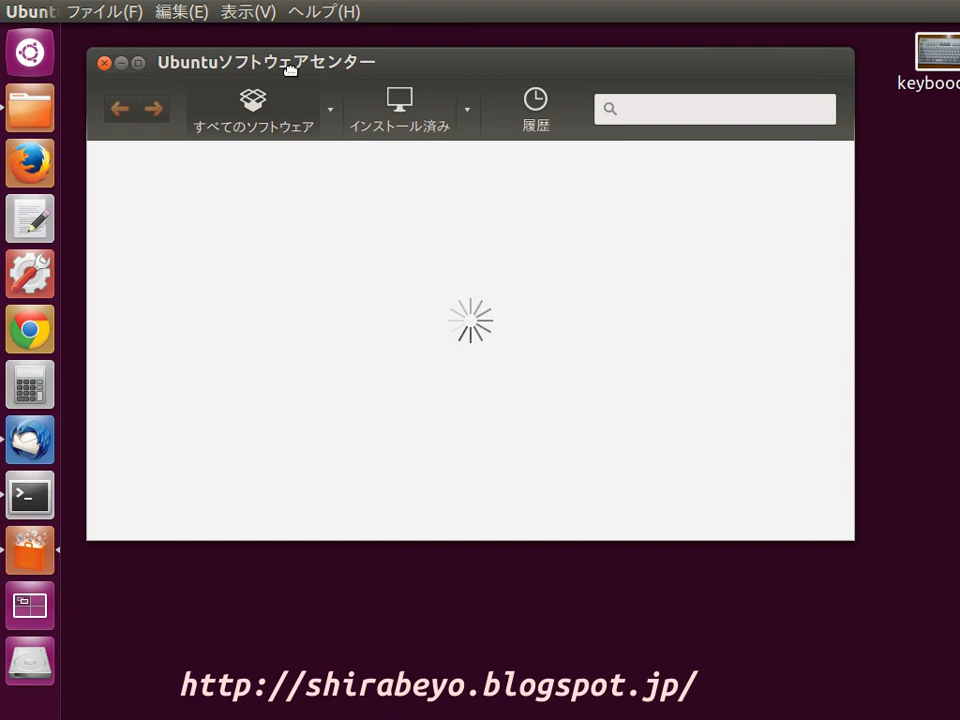 Ubunt ファイル(F) 編集(E) 表示(V) ヘルプ(H)
Ubuntuソフトウェアセンター
すべてのソフトウェア インストール済み 履歴
keybooo
>_
http://shirabeyo.blogspot.jp/